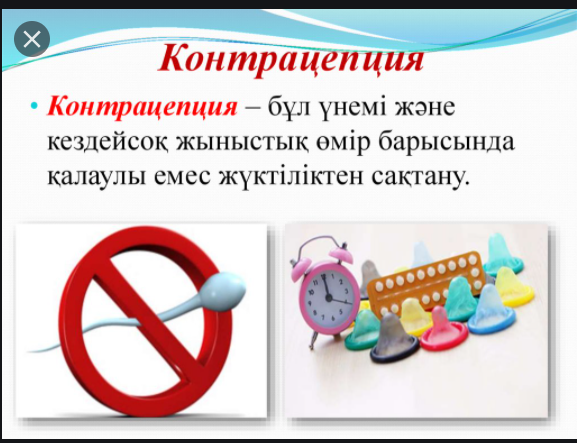 Контрацепция
• Контрацепция – бұл үнемі және
кездейсоқ жыныстық өмір барысында
қалаулы емес жүктіліктен сақтану.